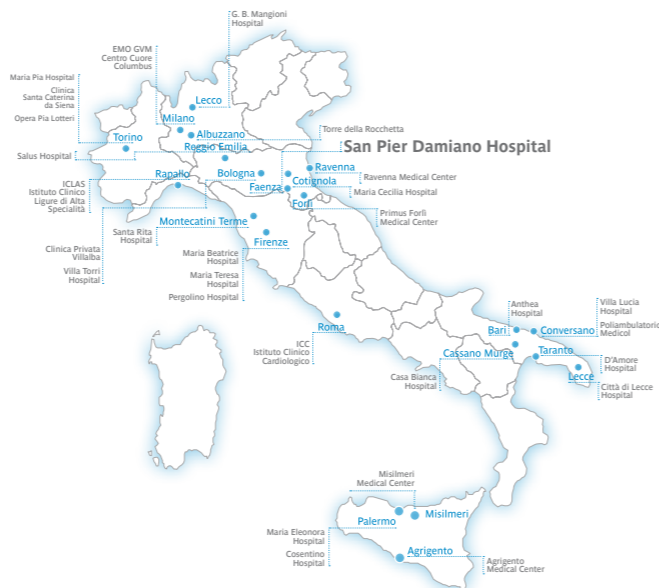 G. B. Mangioni
Hospital
EMO GVM
Centro Cuore
Columbus
Maria Pia Hospital
Clinica
Santa Caterina
da Siena
Opera Pia Lotteri
Lecco
Milano
Albuzzano
Torre della Rocchetta
Torino
Reggio Emilia
San Pier Damiano Hospital
Salus Hospital
Rapallo
Bologna
Ravenna
Ravenna Medical Center
ICLAS
Istituto Clinico
Ligure di Alta
Specialità
Faenza
Cotignola
Maria Cecilia Hospital
Forlì
Primus Forlì
Medical Center
Montecatini Terme
Santa Rita
Hospital
Firenze
Clinica Privata
Villalba
Villa Torri
Hospital
Maria Beatrice
Hospital
Maria Teresa
Hospital
Pergolino Hospital
Roma
ICC
Istituto Clinico
Cardiologico
Anthea
Hospital
Villa Lucia
Hospital
Poliambulatorio
Medicol
Bari
Conversano
Cassano Murge
Taranto
D'Amore
Hospital
Casa Bianca
Hospital
Lecce
Città di Lecce
Hospital
Misilmeri
Medical Center
Palermo
Misilmeri
Maria Eleonora
Hospital
Cosentino
Hospital
Agrigento
Agrigento
Medical Center